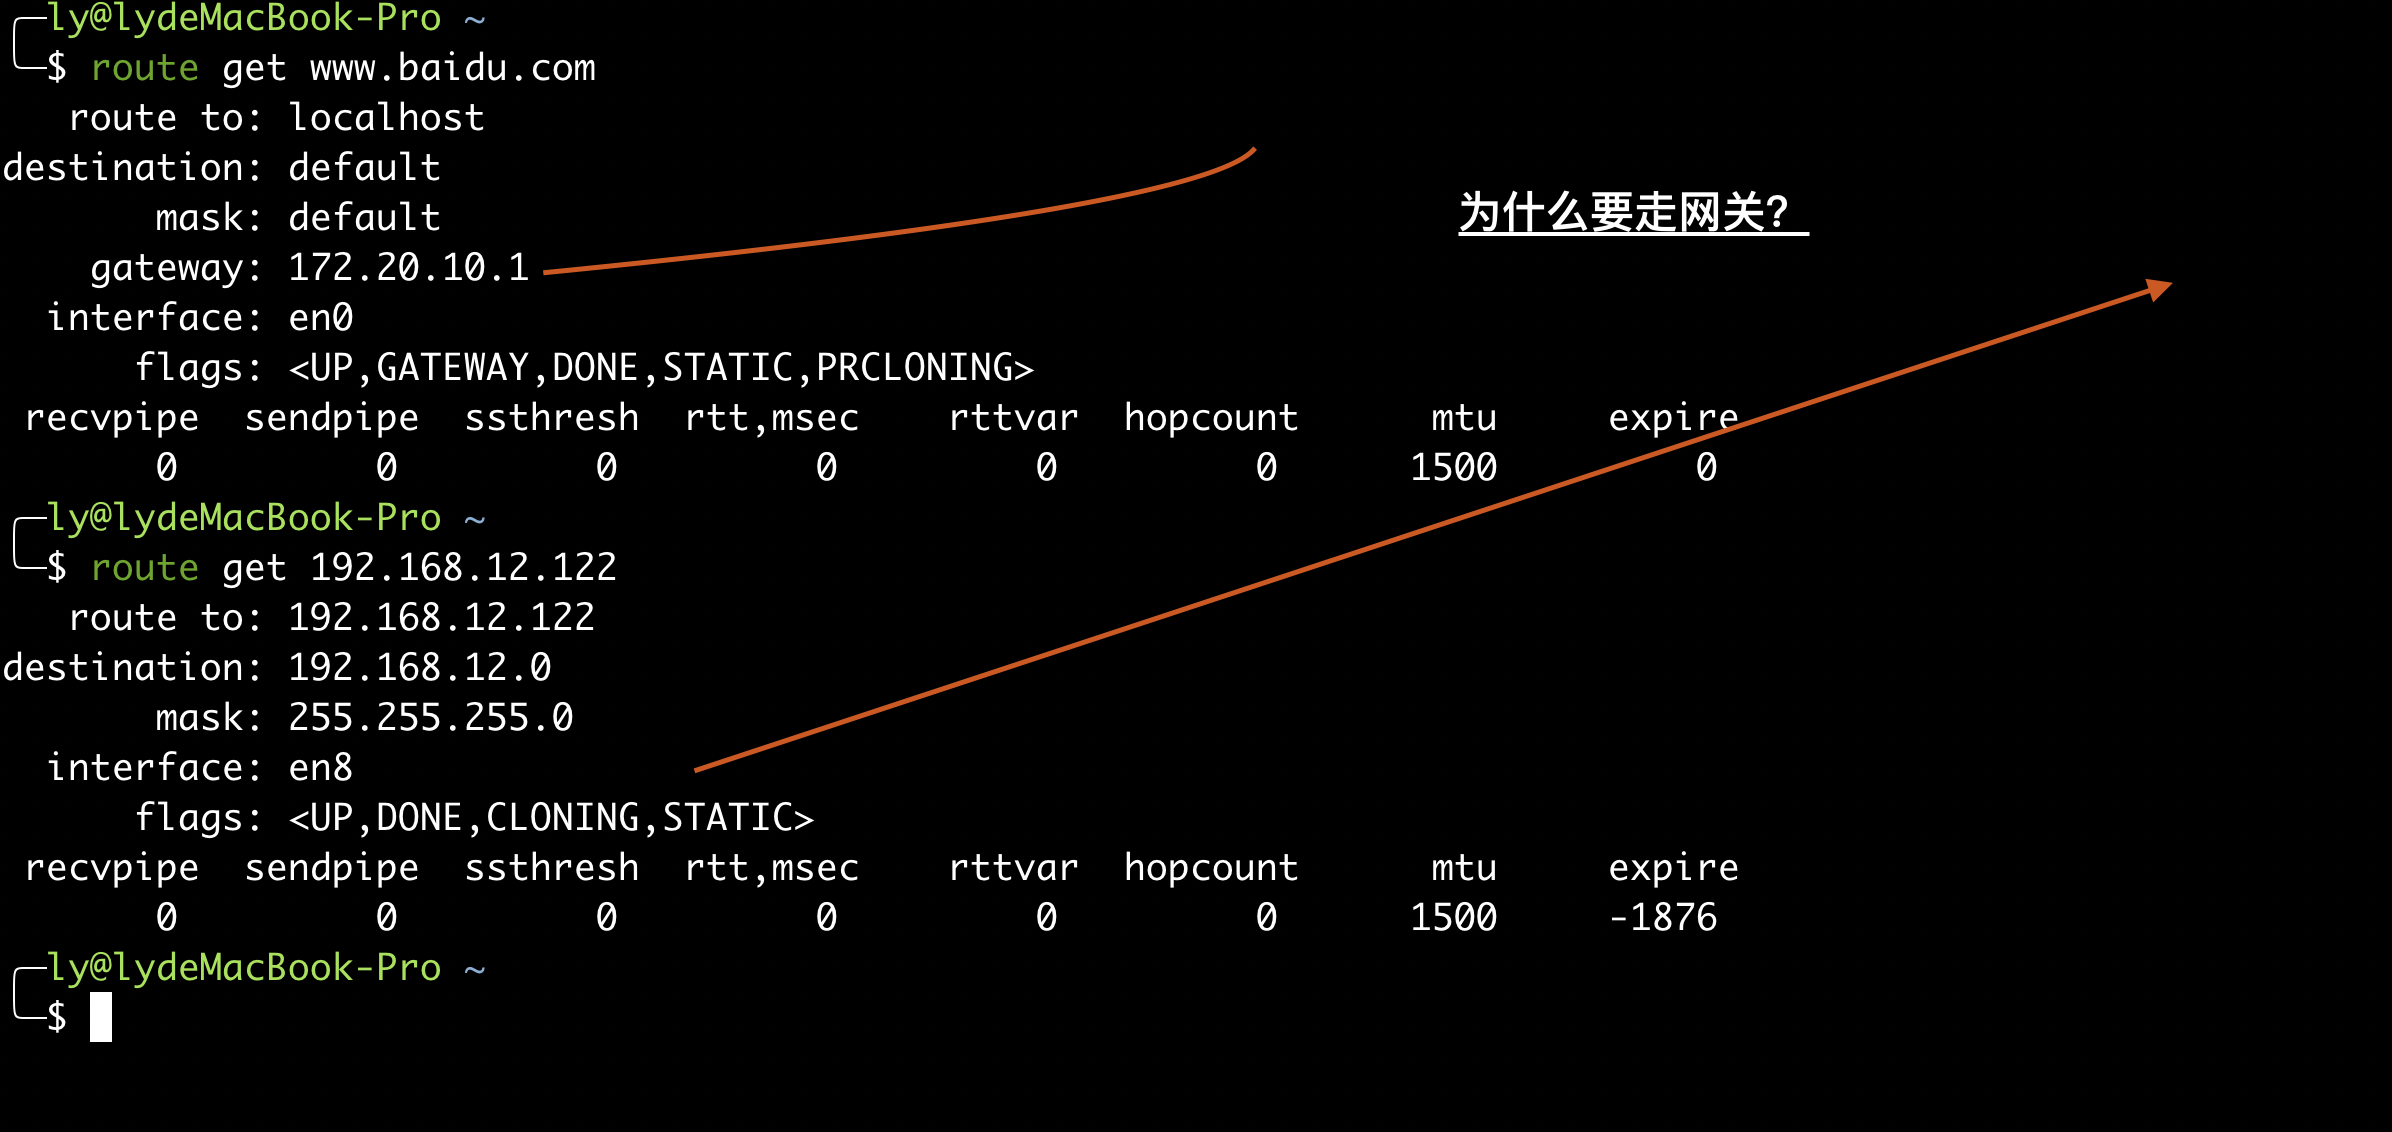 ly@lydeMacBook-Pro ~
$ route get www.baidu.com
route to: localhost
destination: default
mask: default
为什么要走网关？
gateway: 172.20.10.1
interface: en0
flags: <UP,GATEWAY,DONE,STATIC,PRCLONING>
recvpipe sendpipe ssthresh rtt,msec rttvar hopcount mtu expire
0 0 0 0 0 0 1500 0
ly@lydeMacBook-Pro ~
$ route get 192.168.12.122
route to: 192.168.12.122
destination: 192.168.12.0
mask: 255.255.255.0
interface: en8
flags: <UP,DONE,CLONING,STATIC>
recvpipe sendpipe ssthresh rtt,msec rttvar hopcount mtu expire
0 0 0 0 0 0 1500 -1876
ly@lydeMacBook-Pro ~
$